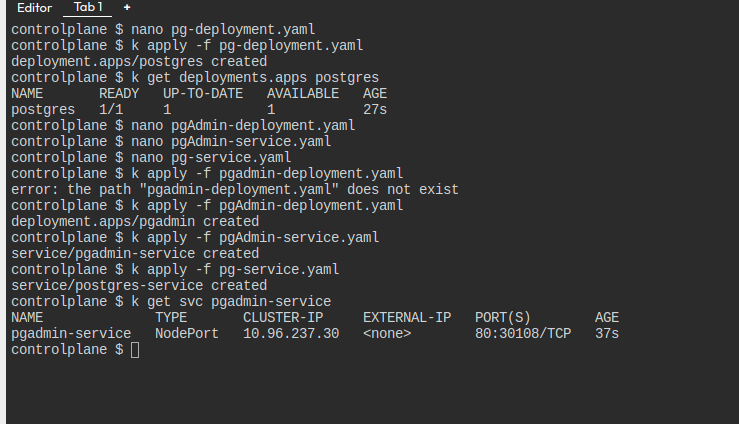 Editor Tab 1 +
controlplane $ nano pg-deployment.yaml
controlplane $ k apply -f pg-deployment.yaml
deployment.apps/postgres created
controlplane $ k get deployments.apps postgres
NAME READY UP-TO-DATE AVAILABLE AGE
postgres 1/1 1 1 27s
controlplane $ nano pgAdmin-deployment.yaml
controlplane $ nano pgAdmin-service.yaml
controlplane $ nano pg-service.yaml
controlplane $ k apply -f pgadmin-deployment.yaml
error: the path "pgadmin-deployment.yaml" does not exist
controlplane $ k apply -f pgAdmin-deployment.yaml
deployment.apps/pgadmin created
controlplane $ k apply -f pgAdmin-service.yaml
service/pgadmin-service created
controlplane $ k apply -f pg-service.yaml
service/postgres-service created
controlplane $ k get svc pgadmin-service
NAME TYPE CLUSTER-IP EXTERNAL-IP PORT(S) AGE
pgadmin-service NodePort 10.96.237.30 <none> 80:30108/TCP 37s
controlplane $